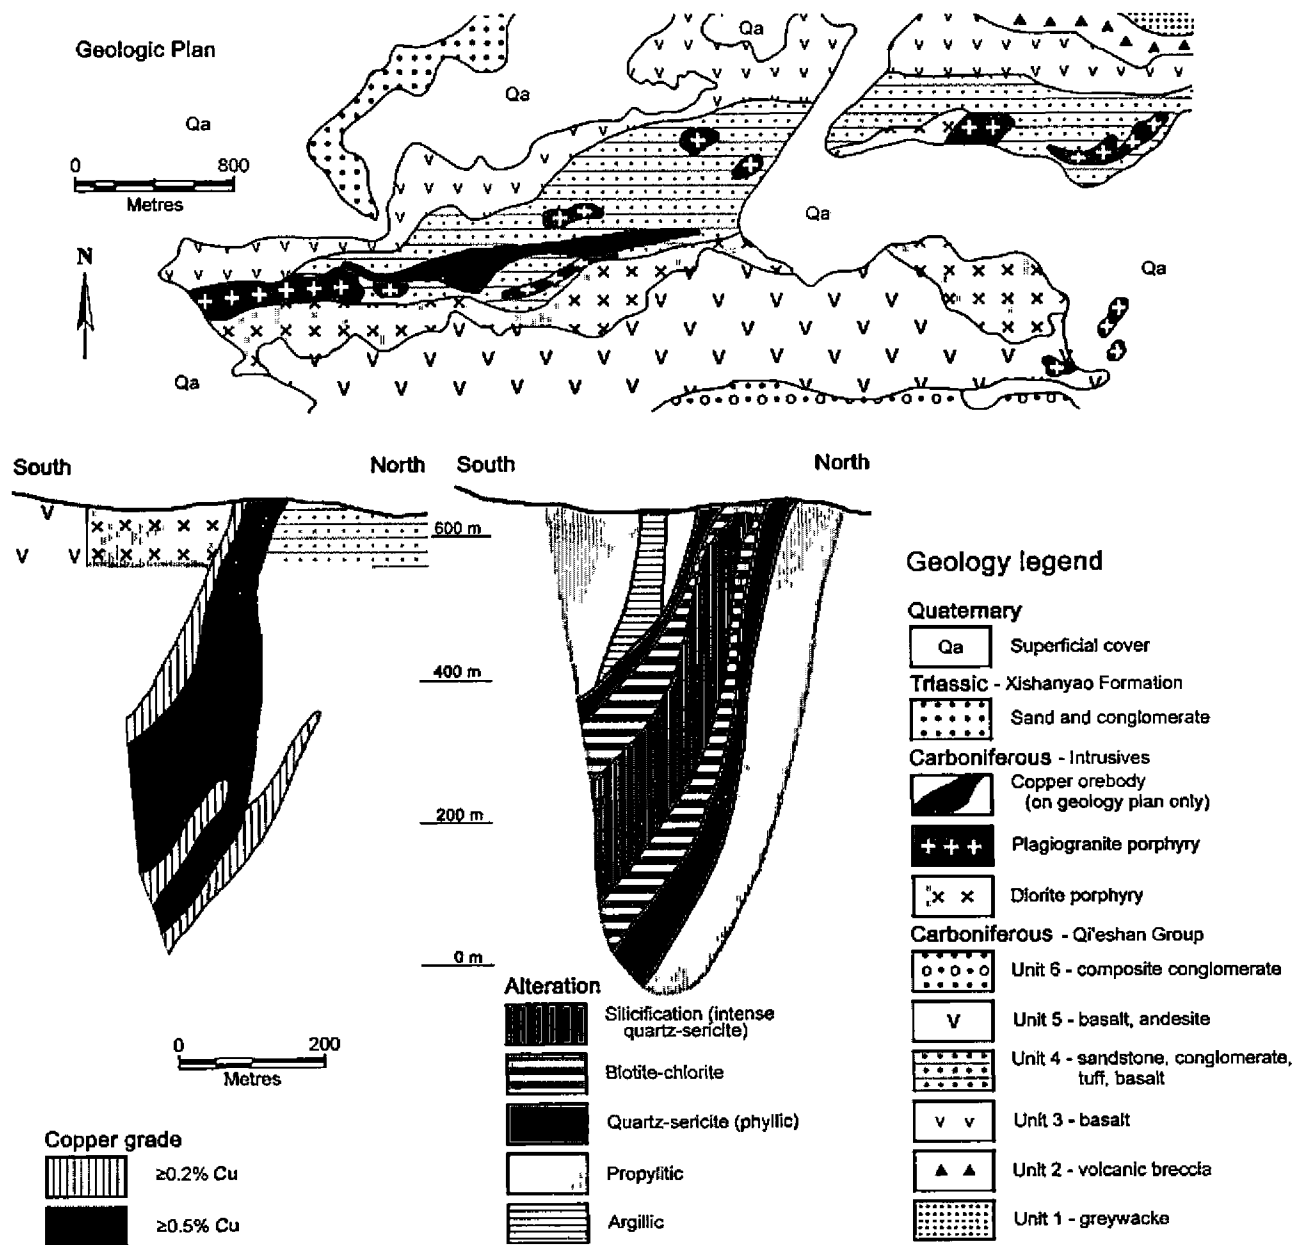 Geologic Plan
Qa
Qa
Qa
0 800
Metres
N
Qa
Qa
Qa
South North
South North
600 m
400 m
200 m
0 m
0 200
Metres
Copper grade
≥0.2% Cu
≥0.5% Cu
Alteration
Silicification (intense
quartz-sericite)
Biotite-chlorite
Quartz-sericite (phyllic)
Propylitic
Argillic
Geology legend
Quaternary
Qa Superficial cover
Triassic - Xishanyao Formation
Sand and conglomerate
Carboniferous - Intrusives
Copper orebody
(on geology plan only)
Plagiogranite porphyry
Diorite porphyry
Carboniferous - Qi'eshan Group
Unit 6 - composite conglomerate
Unit 5 - basalt, andesite
Unit 4 - sandstone, conglomerate,
tuff, basalt
Unit 3 - basalt
Unit 2 - volcanic breccia
Unit 1 - greywacke